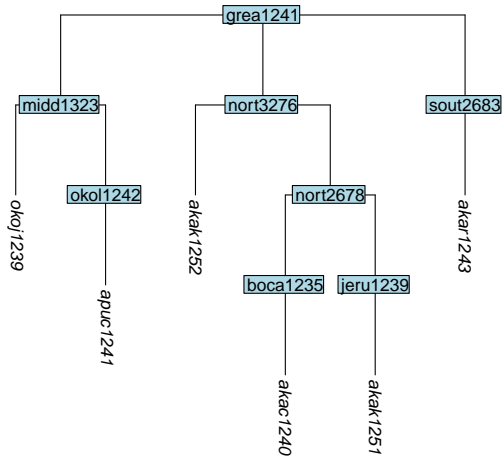 grea1241
midd1323
nort3276
sout2683
okoj1239
okol1242
akak1252
nort2678
akar1243
apuc1241
boca1235
jeru1239
akac1240
akak1251